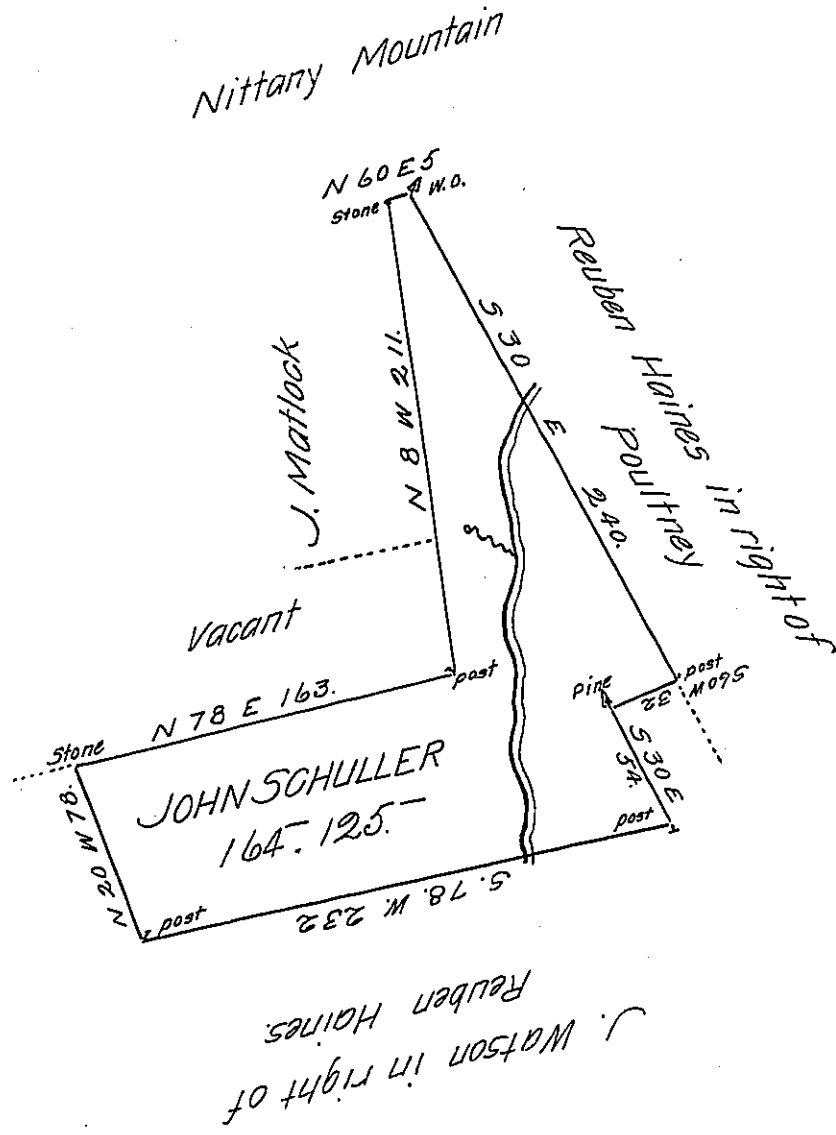 Nittany Mountain
N 60 E 5
W.O.
Stone
S 30 E 240.
Reuben Haines in right of
Poultney
J. Matlock
N 8 W 211.
Vacant
post
N 78 E 163.
Stone
Pine
post
S60W
32
S 30 E
54.
JOHN SCHULLER
164-. 125.-
N 20 W 78.
post
post
S. 78. W. 232
J. Watson in right of
Reuben Haines.